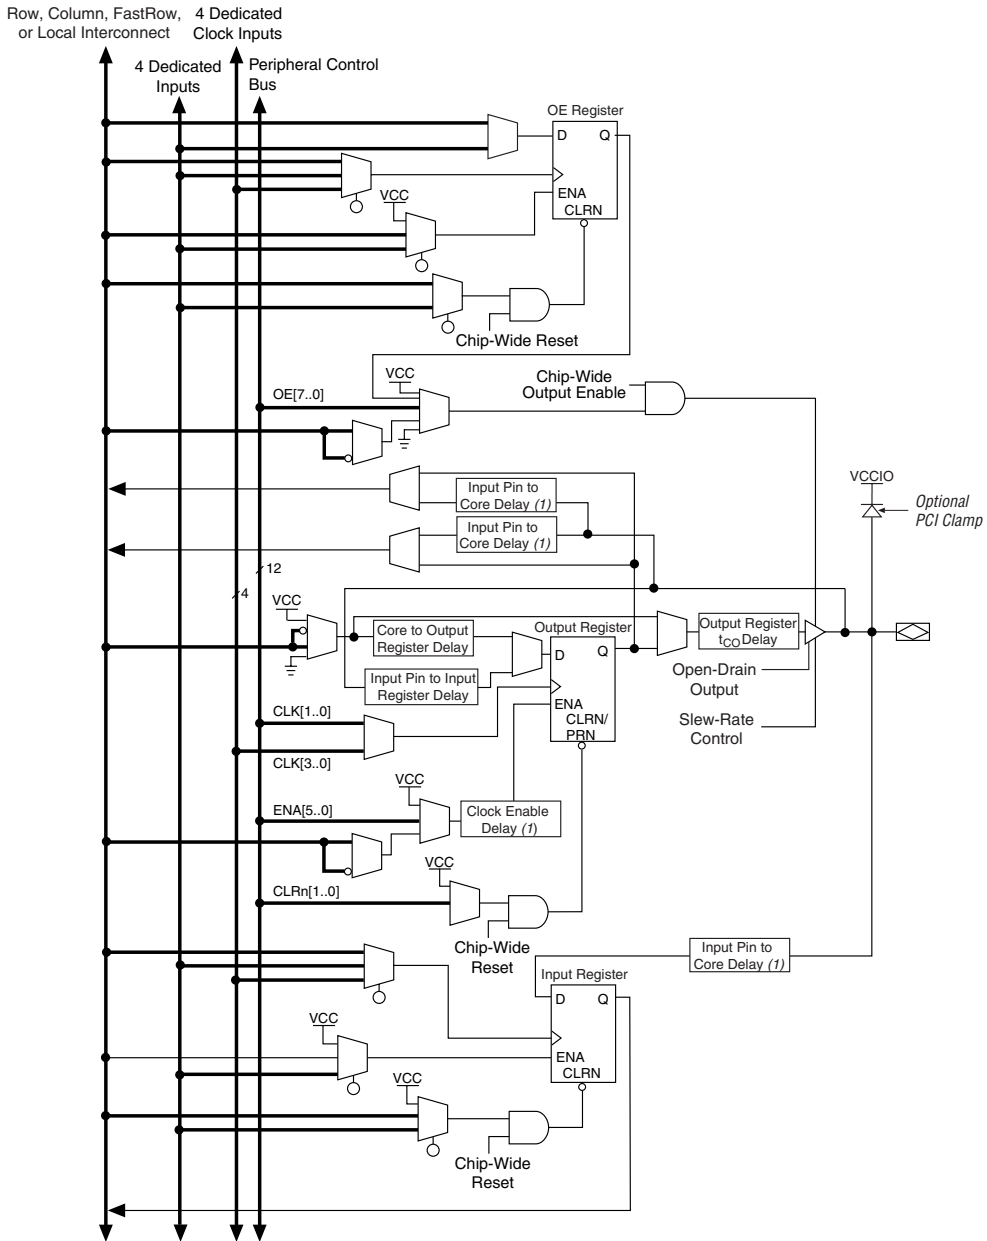 Row, Column, FastRow,
or Local Interconnect
4 Dedicated
Clock Inputs
4 Dedicated
Inputs
Peripheral Control
Bus
OE Register
D
Q
ENA
CLRN
VCC
Chip-Wide Reset
VCC
OE[7..0]
Chip-Wide
Output Enable
Input Pin to
Core Delay (1)
Input Pin to
Core Delay (1)
VCCIO
Optional
PCI Clamp
12
4
VCC
Core to Output
Register Delay
Input Pin to Input
Register Delay
Output Register
D
Q
ENA
CLRN/
PRN
Output Register
tCO Delay
Open-Drain
Output
Slew-Rate
Control
CLK[1..0]
CLK[3..0]
VCC
ENA[5..0]
Clock Enable
Delay (1)
VCC
CLRn[1..0]
Chip-Wide
Reset
Input Pin to
Core Delay (1)
Input Register
D
Q
ENA
CLRN
VCC
VCC
Chip-Wide
Reset